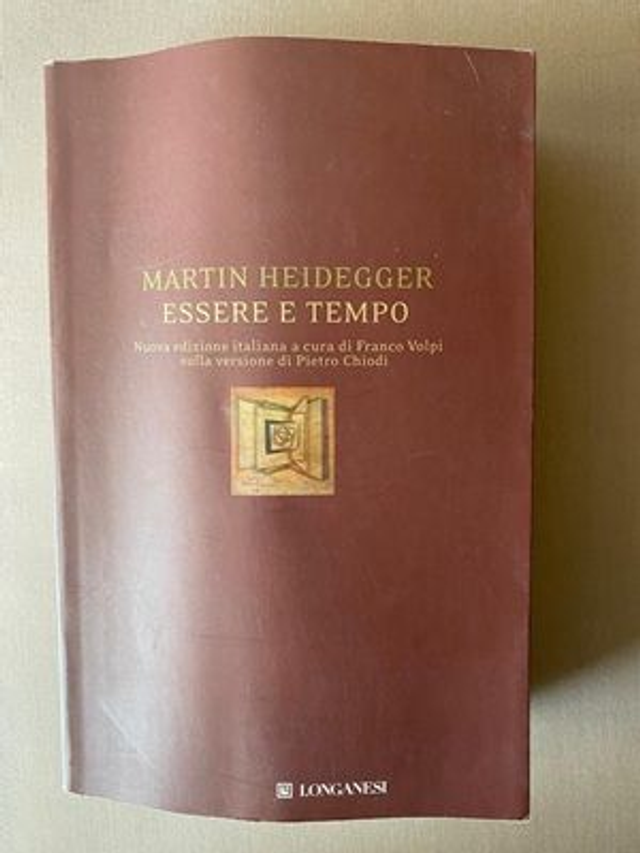 MARTIN HEIDEGGER
ESSERE E TEMPO
Nuova edizione italiana a cura di Franco Volpi
sulla versione di Pietro Chiodi
LONGANESI